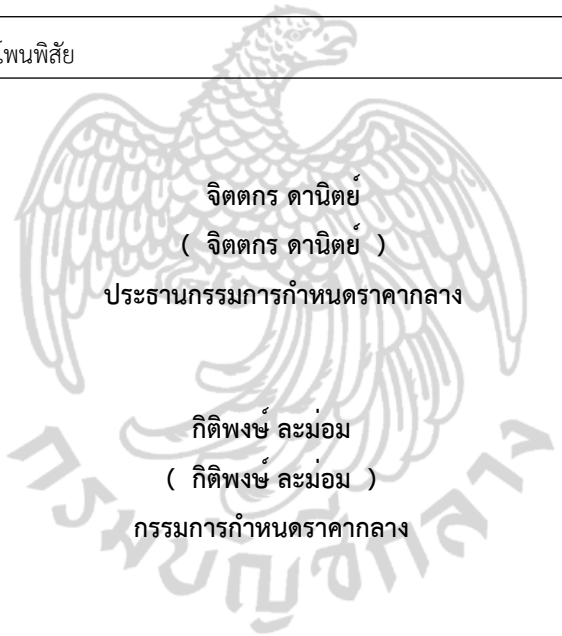 โพนพิสัย
จิตตกร ดานิตย์
( จิตตกร ดานิตย์ )
ประธานกรรมการกำหนดราคากลาง
กิติพงษ์ ละม่อม
( กิติพงษ์ ละม่อม )
กรรมการกำหนดราคากลาง
กรมบัญชีกลาง